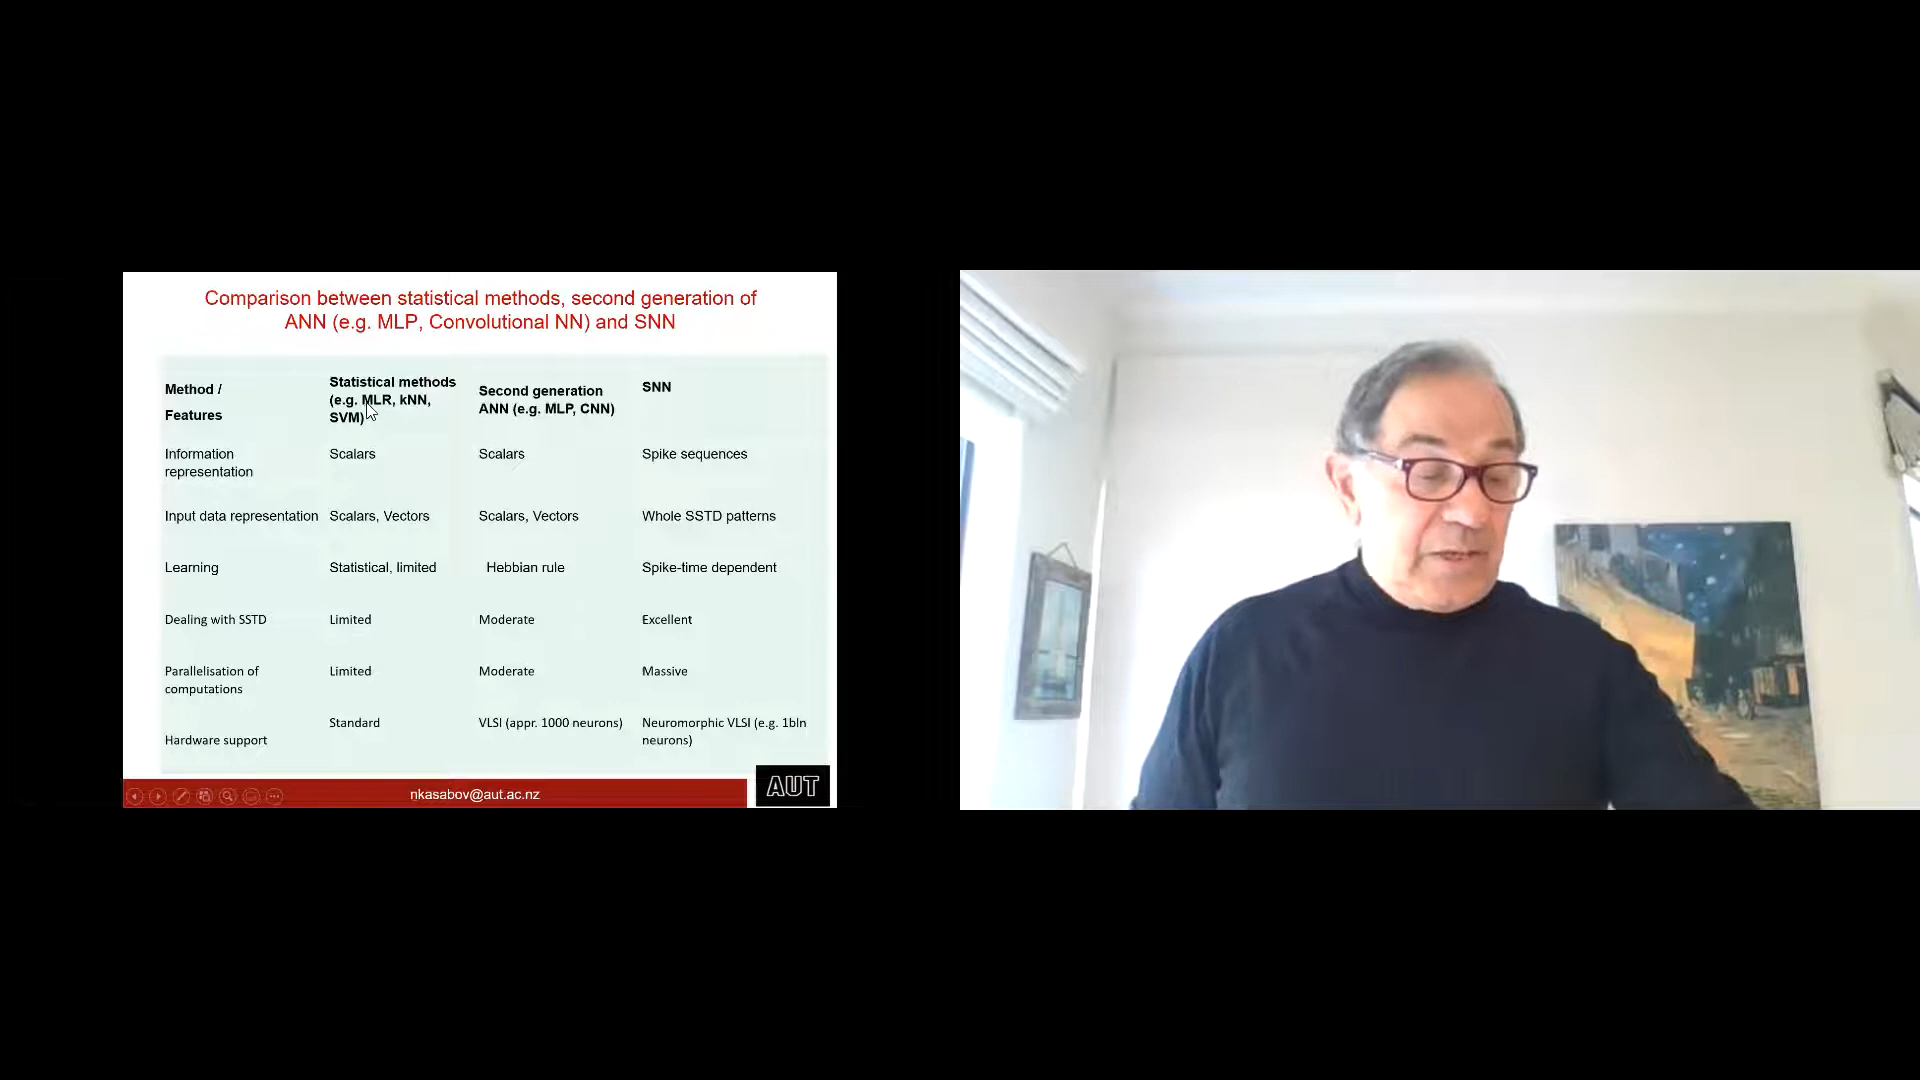 Comparison between statistical methods, second generation of
ANN (e.g. MLP, Convolutional NN) and SNN
Method /
Features
Statistical methods
(e.g. MLR, kNN,
SVM)
Second generation
ANN (e.g. MLP, CNN)
SNN
Information
representation
Scalars
Scalars
Spike sequences
Input data representation
Scalars, Vectors
Scalars, Vectors
Whole SSTD patterns
Learning
Statistical, limited
Hebbian rule
Spike-time dependent
Dealing with SSTD
Limited
Moderate
Excellent
Parallelisation of
computations
Limited
Moderate
Massive
Hardware support
Standard
VLSI (appr. 1000 neurons)
Neuromorphic VLSI (e.g. 1bln
neurons)
nkasabov@aut.ac.nz
AUT